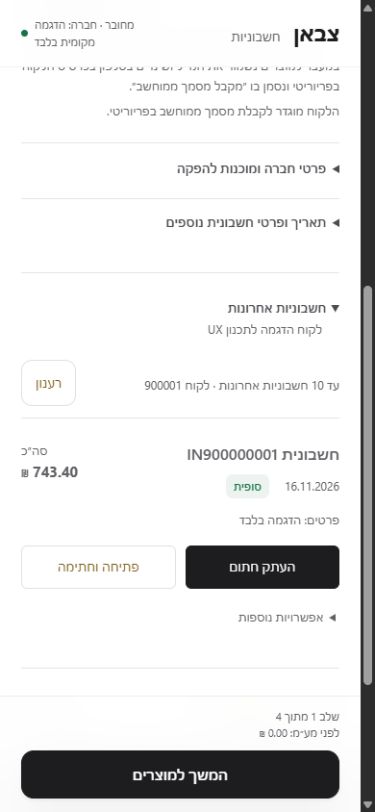 צבאן
חשבוניות
מחובר · חברה: הדגמה
מקומית בלבד
בפריוריטי ונסמן בו "מקבל מסמך ממוחשב".
הלקוח מוגדר לקבלת מסמך ממוחשב בפריוריטי.
פרטי חברה ומוכנות להפקה
תאריך ופרטי חשבונית נוספים
חשבוניות אחרונות
לקוח הדגמה לתכנון UX
עד 10 חשבוניות אחרונות · לקוח 900001
רענון
חשבונית IN900000001
סה"כ
743.40 ₪
16.11.2026
סופית
פרטים: הדגמה בלבד
העתק חתום
פתיחה וחתימה
אפשרויות נוספות
שלב 1 מתוך 4
לפני מע״מ: 0.00 ₪
המשך למוצרים